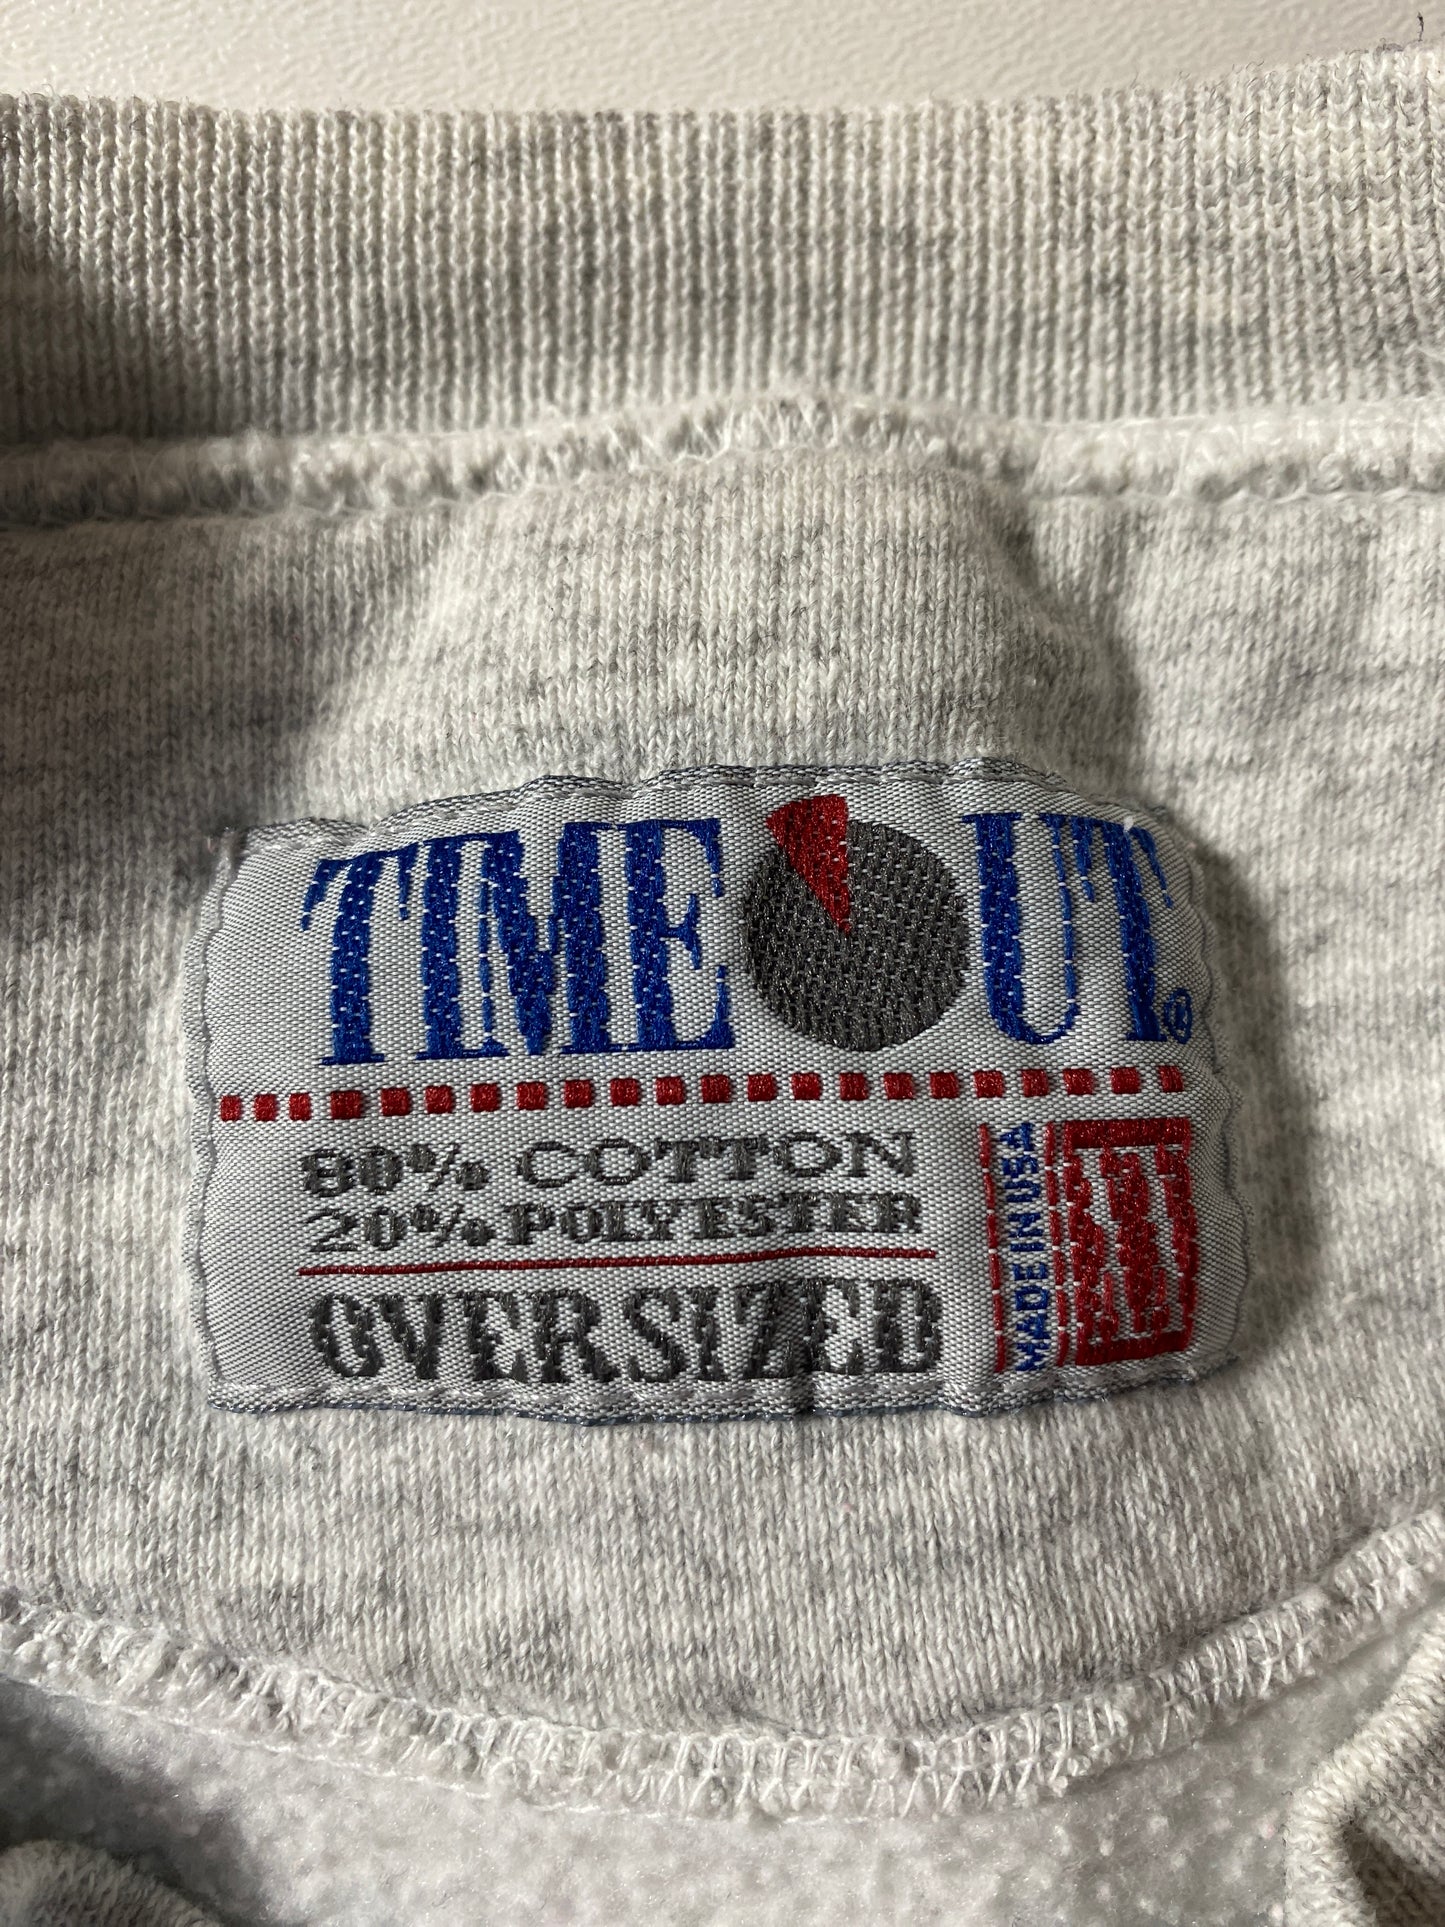 TIME OUT®
80% COTTON
20% POLYESTER
OVERSIZED
MADE IN USA